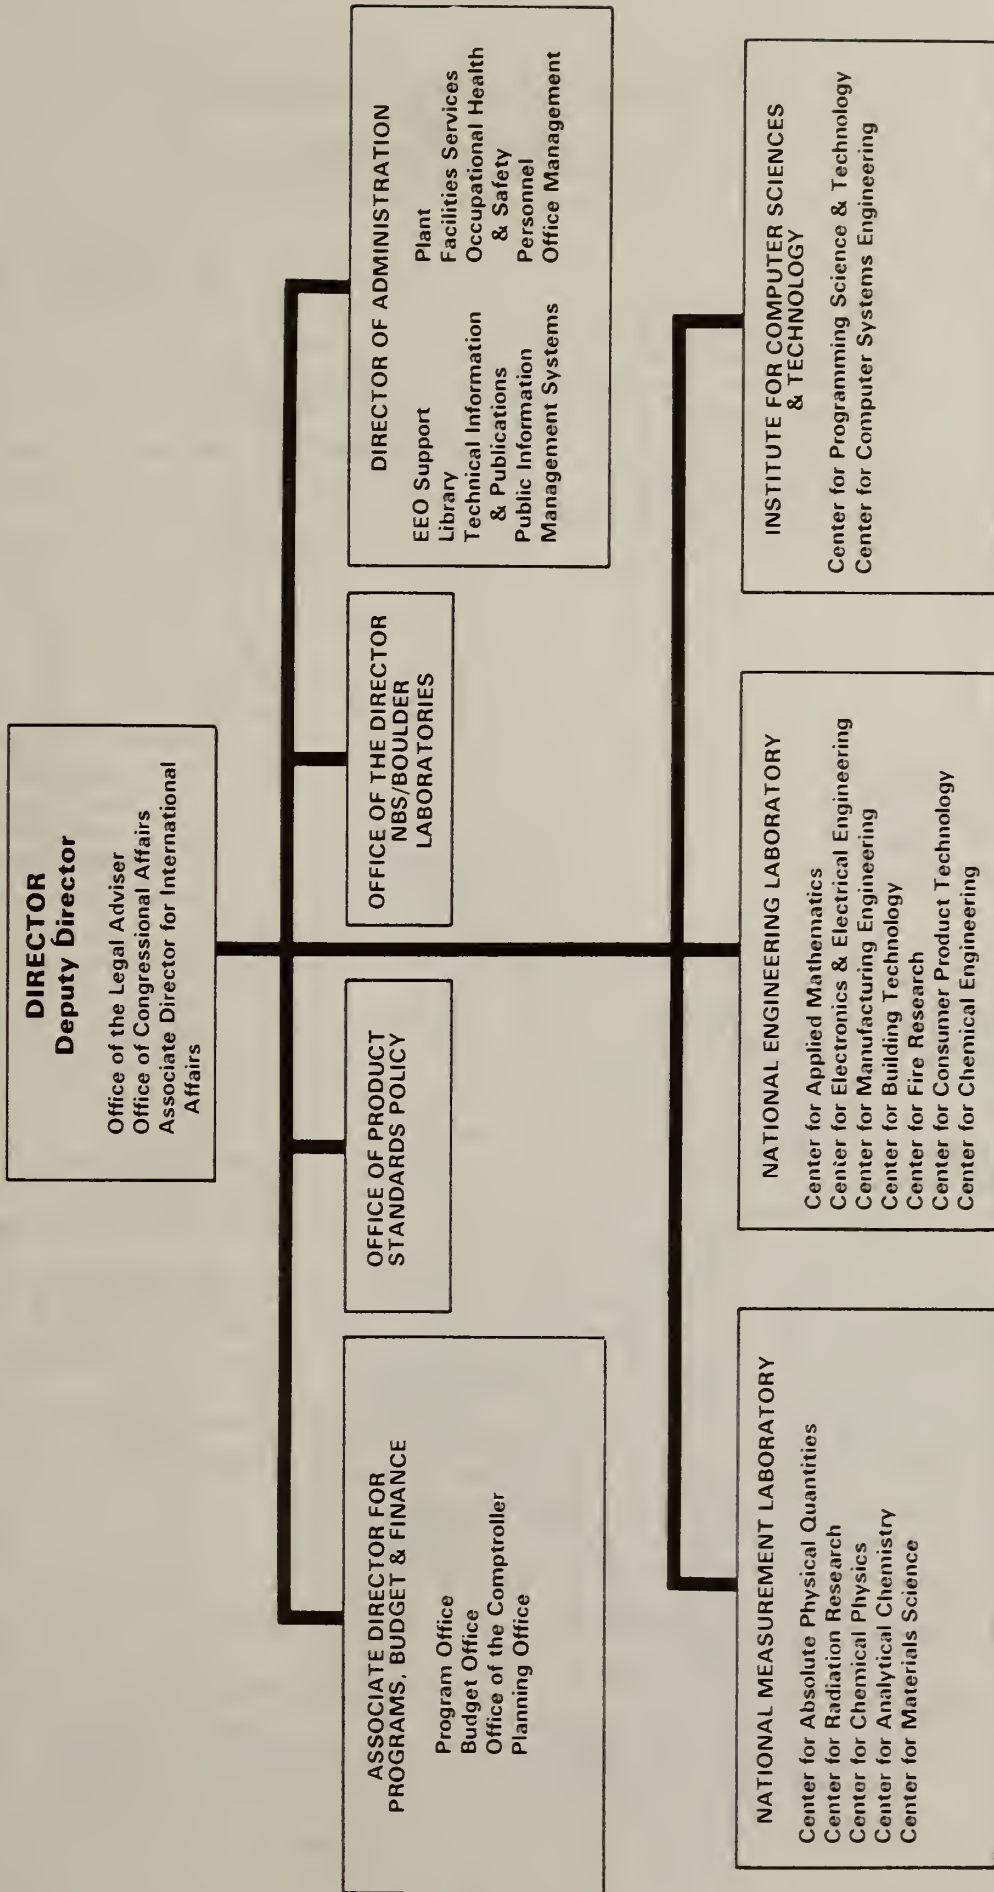 DIRECTOR
Deputy Director
Office of the Legal Adviser
Office of Congressional Affairs
Associate Director for International
Affairs
ASSOCIATE DIRECTOR FOR
PROGRAMS, BUDGET & FINANCE
Program Office
Budget Office
Office of the Comptroller
Planning Office
OFFICE OF PRODUCT
STANDARDS POLICY
OFFICE OF THE DIRECTOR
NBS/BOULDER
LABORATORIES
DIRECTOR OF ADMINISTRATION
EEO Support
Library
Technical Information
& Publications
Public Information
Management Systems
Plant
Facilities Services
Occupational Health
& Safety
Personnel
Office Management
NATIONAL MEASUREMENT LABORATORY
Center for Absolute Physical Quantities
Center for Radiation Research
Center for Chemical Physics
Center for Analytical Chemistry
Center for Materials Science
NATIONAL ENGINEERING LABORATORY
Center for Applied Mathematics
Center for Electronics & Electrical Engineering
Center for Manufacturing Engineering
Center for Building Technology
Center for Fire Research
Center for Consumer Product Technology
Center for Chemical Engineering
INSTITUTE FOR COMPUTER SCIENCES
& TECHNOLOGY
Center for Programming Science & Technology
Center for Computer Systems Engineering